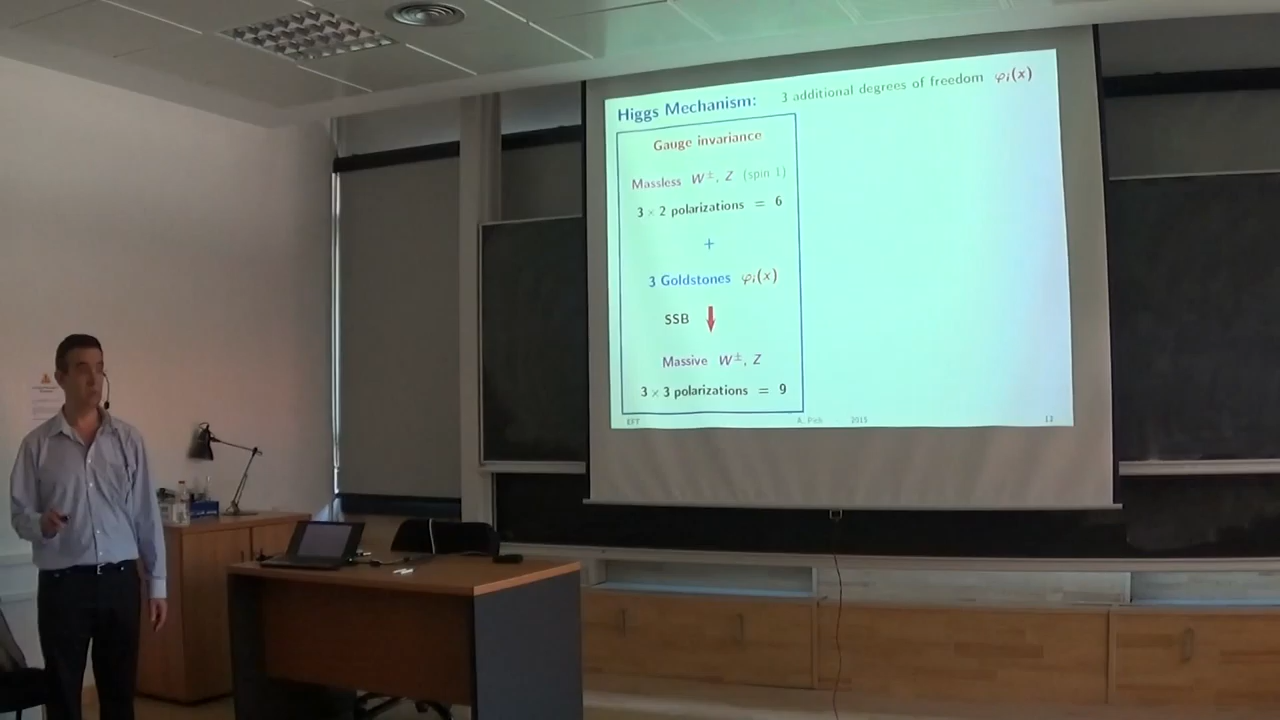 Higgs Mechanism: 3 additional degrees of freedom φᵢ(x)
Gauge invariance
Massless W±, Z (spin 1)
3 × 2 polarizations = 6
+
3 Goldstones φᵢ(x)
SSB
Massive W±, Z
3 × 3 polarizations = 9
EFT A. Pich 2015